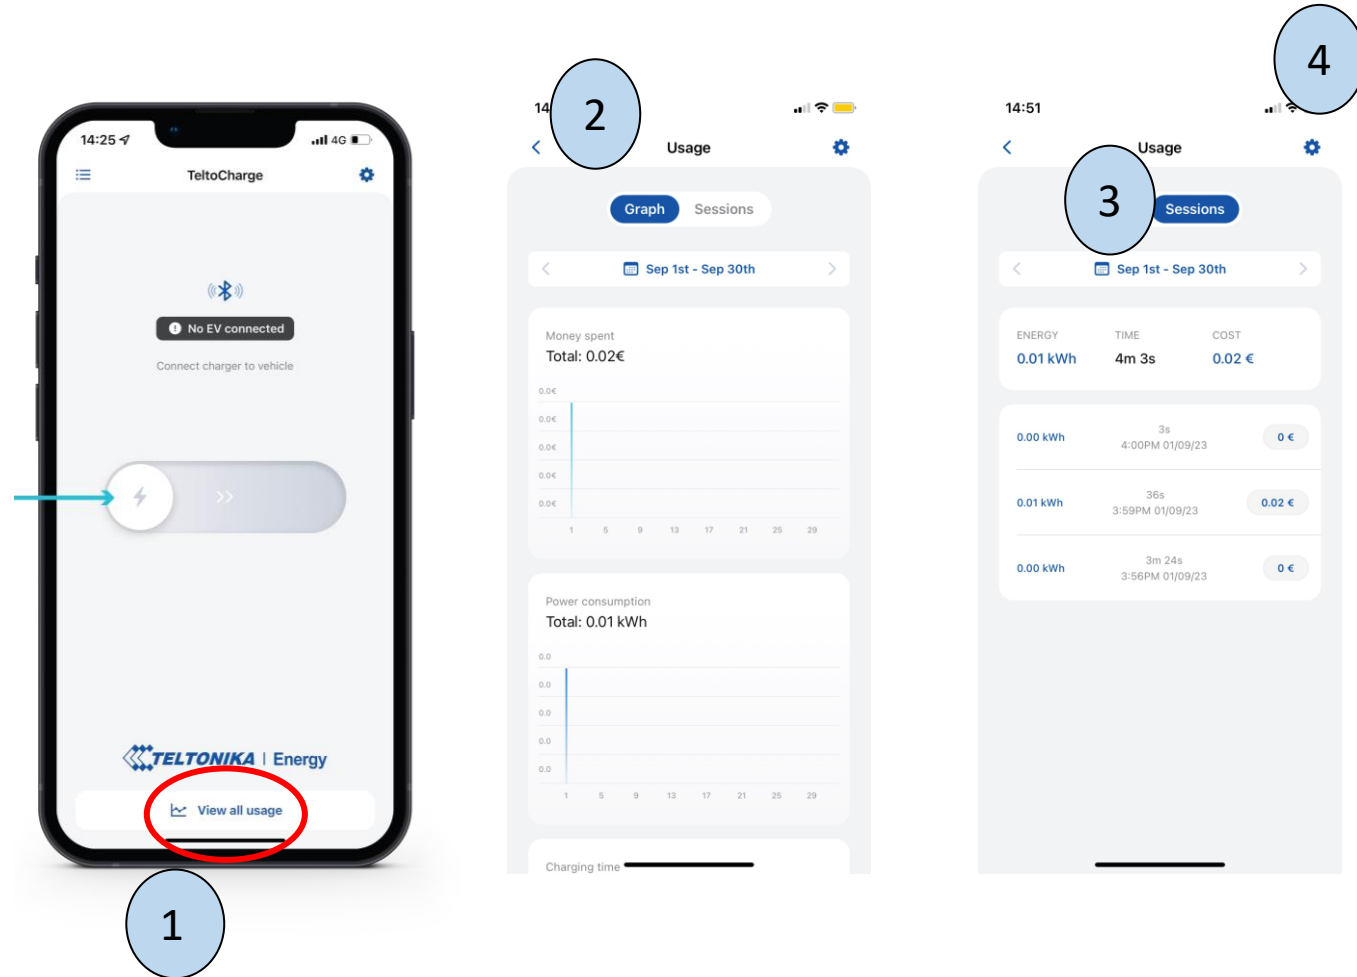 14:25
4G
TeltoCharge
No EV connected
Connect charger to vehicle
TELTONIKA | Energy
View all usage
1
14
2
Usage
Graph
Sessions
Sep 1st - Sep 30th
Money spent
Total: 0.02€
0.0€
0.0€
0.0€
0.0€
0.0€
1 5 9 13 17 21 25 29
Power consumption
Total: 0.01 kWh
0.0
0.0
0.0
0.0
0.0
1 5 9 13 17 21 25 29
Charging time
4
14:51
Usage
3
Sessions
Sep 1st - Sep 30th
ENERGY TIME COST
0.01 kWh 4m 3s 0.02 €
3s
0.00 kWh 4:00PM 01/09/23 0 €
36s
0.01 kWh 3:59PM 01/09/23 0.02 €
3m 24s
0.00 kWh 3:56PM 01/09/23 0 €